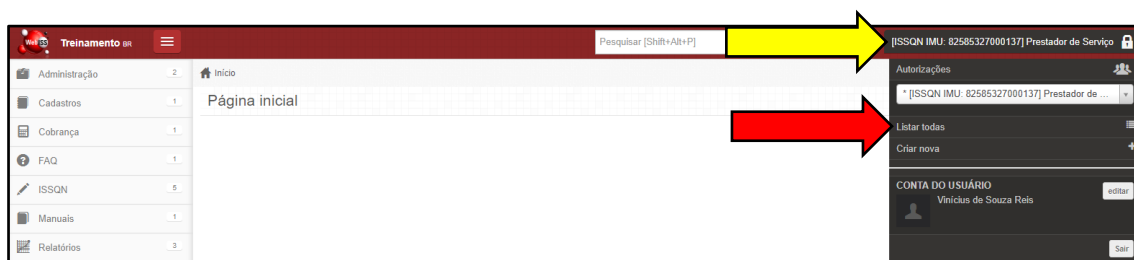 Web ISS
Treinamento BR
Pesquisar [Shift+Alt+P]
[ISSQN IMU: 82585327000137] Prestador de Serviço
Administração 2
Cadastros 1
Cobrança 1
FAQ 1
ISSQN 5
Manuais 1
Relatórios 3
Início
Página inicial
Autorizações
* [ISSQN IMU: 82585327000137] Prestador de ...
Listar todas
Criar nova
CONTA DO USUÁRIO
editar
Vinícius de Souza Reis
Sair